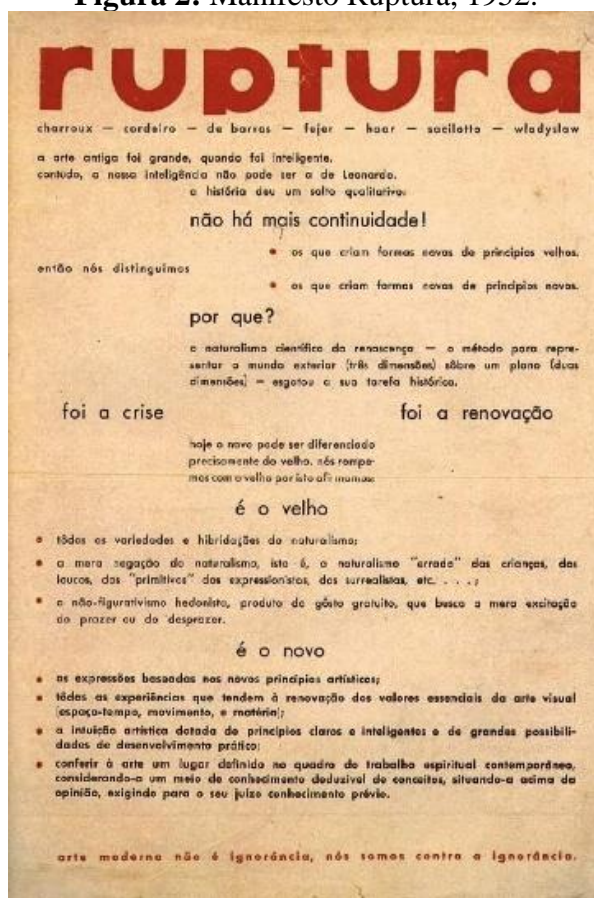 Figura 2: Manifesto Ruptura, 1952.
ruptura
charroux — cordeiro — de barros — fejer — haar — sacilotto — wladyslaw
a arte antiga foi grande, quando foi inteligente.
contudo, a nossa inteligência não pode ser a de Leonardo.
a história deu um salto qualitativo:
não há mais continuidade!
• os que criam formas novas de princípios velhos.
então nós distinguimos
• os que criam formas novas de princípios novos.
por que?
o naturalismo científico da renascença — o método para repre-
sentar o mundo exterior (três dimensões) sôbre um plano (duas
dimensões) — esgotou a sua tarefa histórica.
foi a crise foi a renovação
hoje o novo pode ser diferenciado
precisamente do velho. nós rompe-
mos com o velho por isto afirmamos:
é o velho
• tôdas as variedades e hibridações do naturalismo;
• a mera negação do naturalismo, isto é, o naturalismo "errado" das crianças, dos
loucos, dos "primitivos" dos expressionistas, dos surrealistas, etc. . . . ;
• o não-figurativismo hedonista, produto do gôsto gratuito, que busca a mera excitação
do prazer ou do desprazer.
é o novo
• as expressões baseadas nos novos princípios artísticos;
• tôdas as experiências que tendem à renovação dos valores essenciais da arte visual
(espaço-tempo, movimento, e matéria);
• a intuição artística dotada de princípios claros e inteligentes e de grandes possibili-
dades de desenvolvimento prático;
• conferir à arte um lugar definido no quadro do trabalho espiritual contemporâneo,
considerando-a um meio de conhecimento deduzível de conceitos, situando-a acima da
opinião, exigindo para o seu juízo conhecimento prévio.
arte moderna não é ignorância, nós somos contra a ignorância.